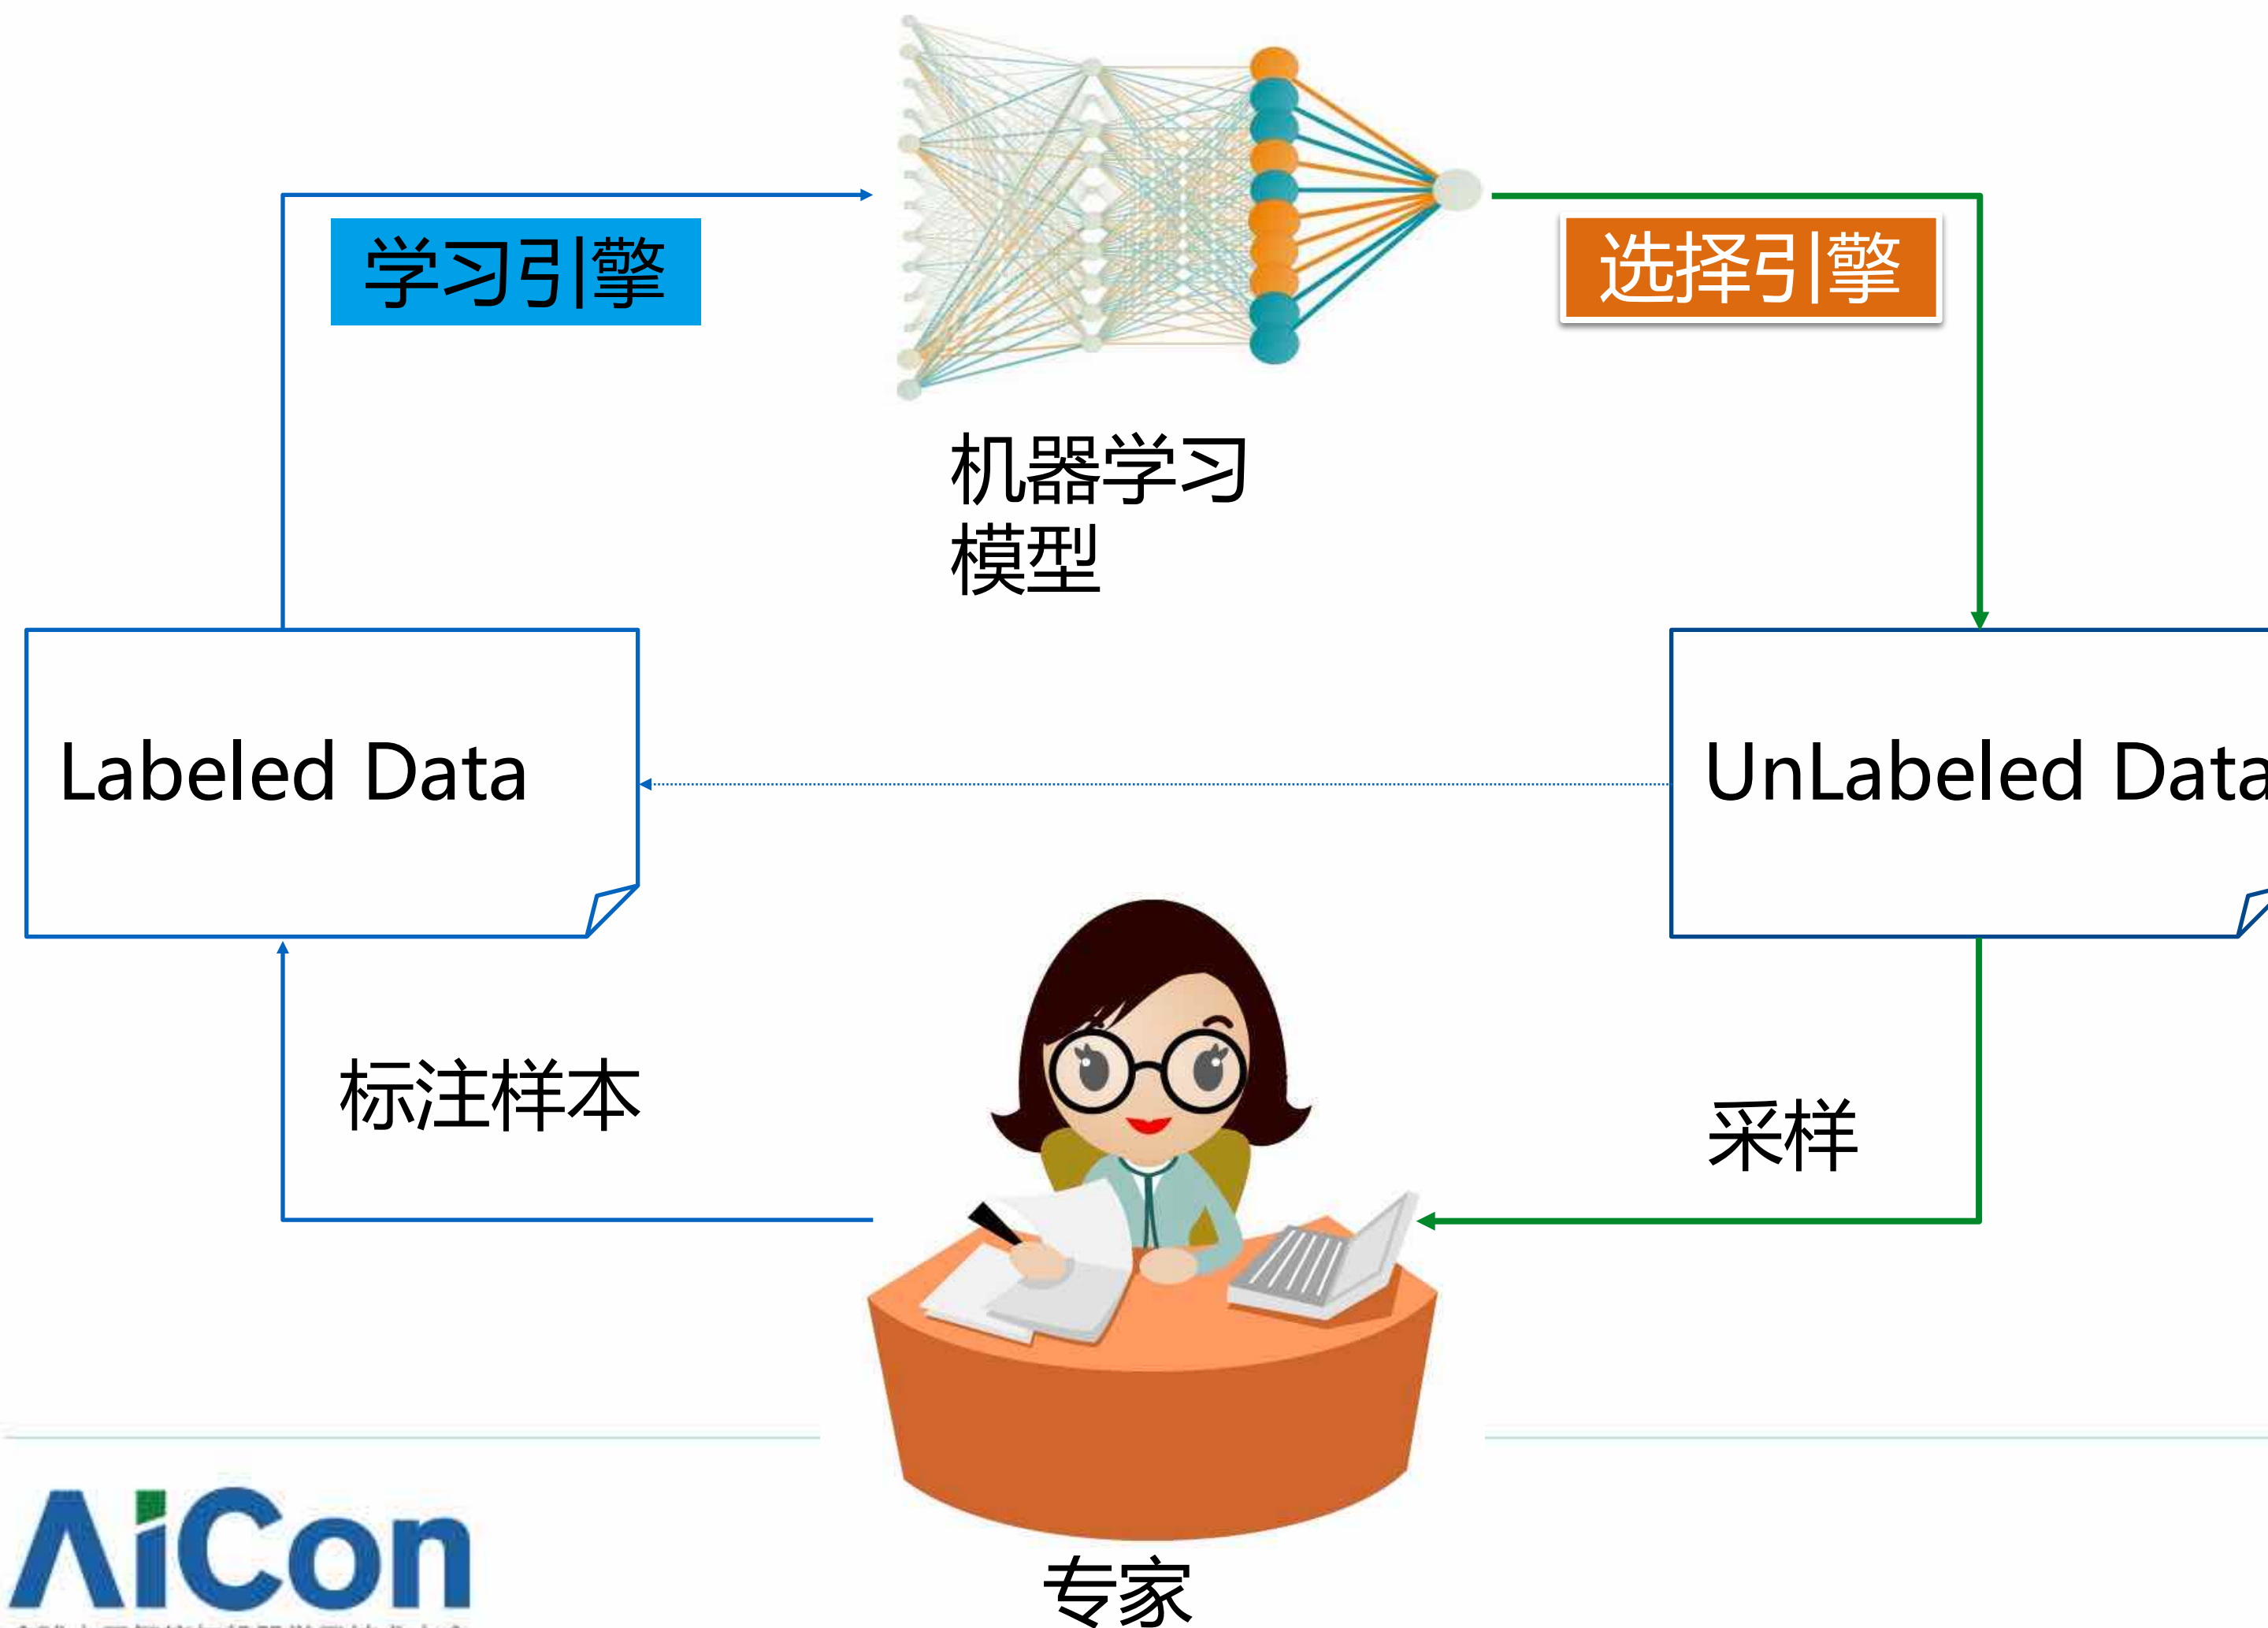 学习引擎
选择引擎
机器学习
模型
Labeled Data
UnLabeled Data
标注样本
采样
AiCon
专家